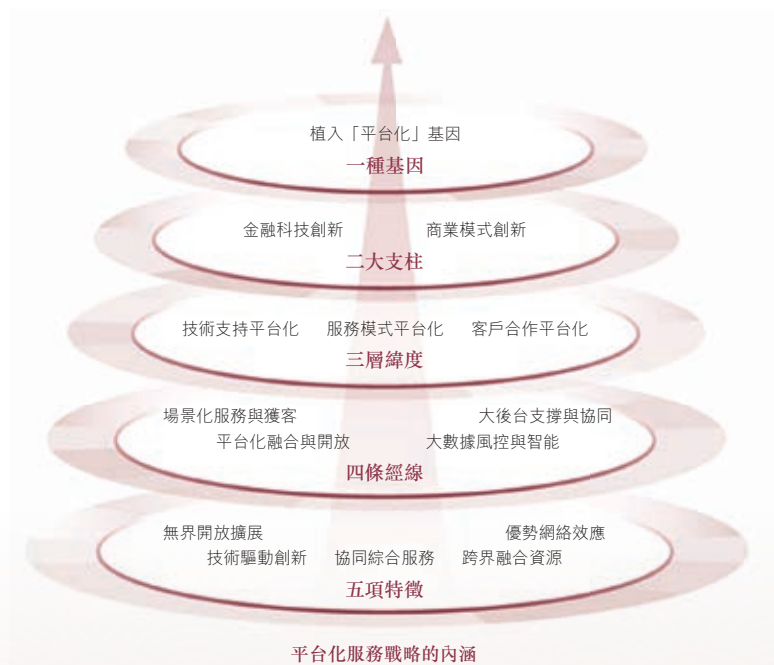 植入「平台化」基因
一種基因
金融科技創新 商業模式創新
二大支柱
技術支持平台化 服務模式平台化 客戶合作平台化
三層緯度
場景化服務與獲客 大後台支撐與協同
平台化融合與開放 大數據風控與智能
四條經線
無界開放擴展 優勢網絡效應
技術驅動創新 協同綜合服務 跨界融合資源
五項特徵
平台化服務戰略的內涵